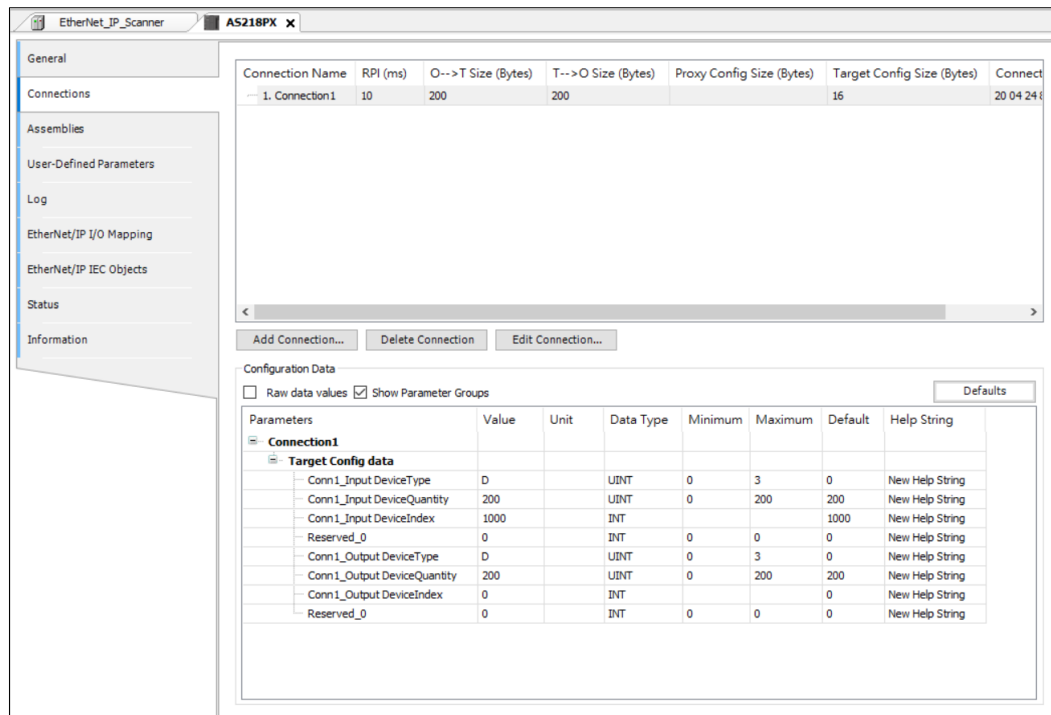 EtherNet_IP_Scanner AS218PX X
General
Connections
Assemblies
User-Defined Parameters
Log
EtherNet/IP I/O Mapping
EtherNet/IP IEC Objects
Status
Information
Connection Name RPI (ms) O-->T Size (Bytes) T-->O Size (Bytes) Proxy Config Size (Bytes) Target Config Size (Bytes) Connect
1. Connection1 10 200 200 16 20 04 24 8
Add Connection... Delete Connection Edit Connection...
Configuration Data
Raw data values Show Parameter Groups Defaults
Parameters Value Unit Data Type Minimum Maximum Default Help String
Connection1
Target Config data
Conn1_Input DeviceType D UINT 0 3 0 New Help String
Conn1_Input DeviceQuantity 200 UINT 0 200 200 New Help String
Conn1_Input DeviceIndex 1000 INT 1000 New Help String
Reserved_0 0 INT 0 0 0 New Help String
Conn1_Output DeviceType D UINT 0 3 0 New Help String
Conn1_Output DeviceQuantity 200 UINT 0 200 200 New Help String
Conn1_Output DeviceIndex 0 INT 0 New Help String
Reserved_0 0 INT 0 0 0 New Help String